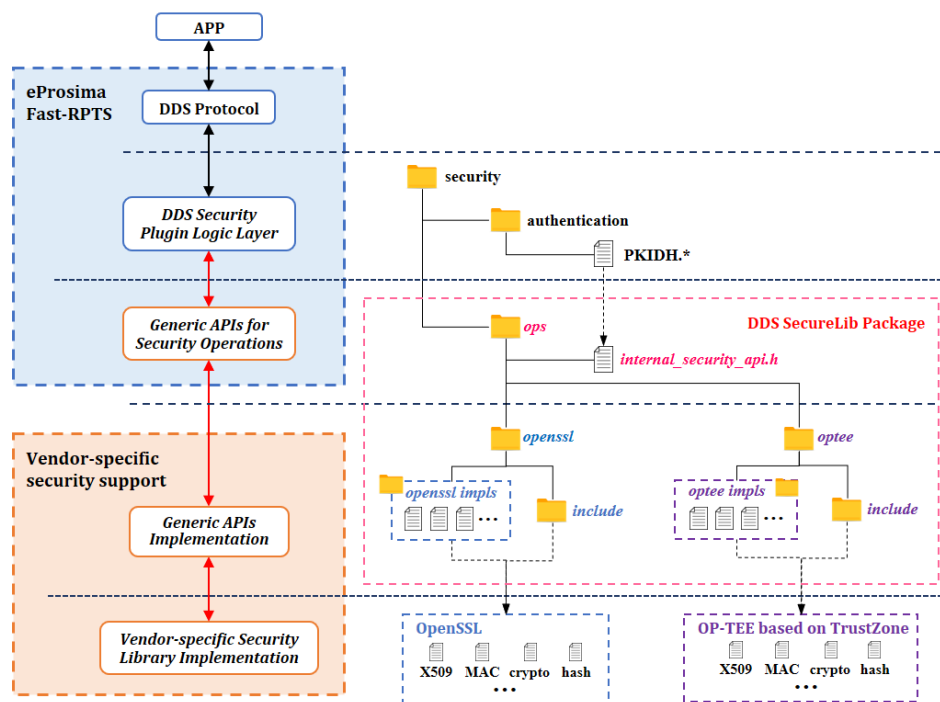 APP
eProsima
Fast-RPTS
DDS Protocol
DDS Security
Plugin Logic Layer
Generic APIs for
Security Operations
Vendor-specific
security support
Generic APIs
Implementation
Vendor-specific Security
Library Implementation
security
authentication
PKIDH.*
DDS SecureLib Package
ops
internal_security_api.h
openssl
optee
openssl impls
...
include
optee impls
...
include
OpenSSL
X509 MAC crypto hash
...
OP-TEE based on TrustZone
X509 MAC crypto hash
...